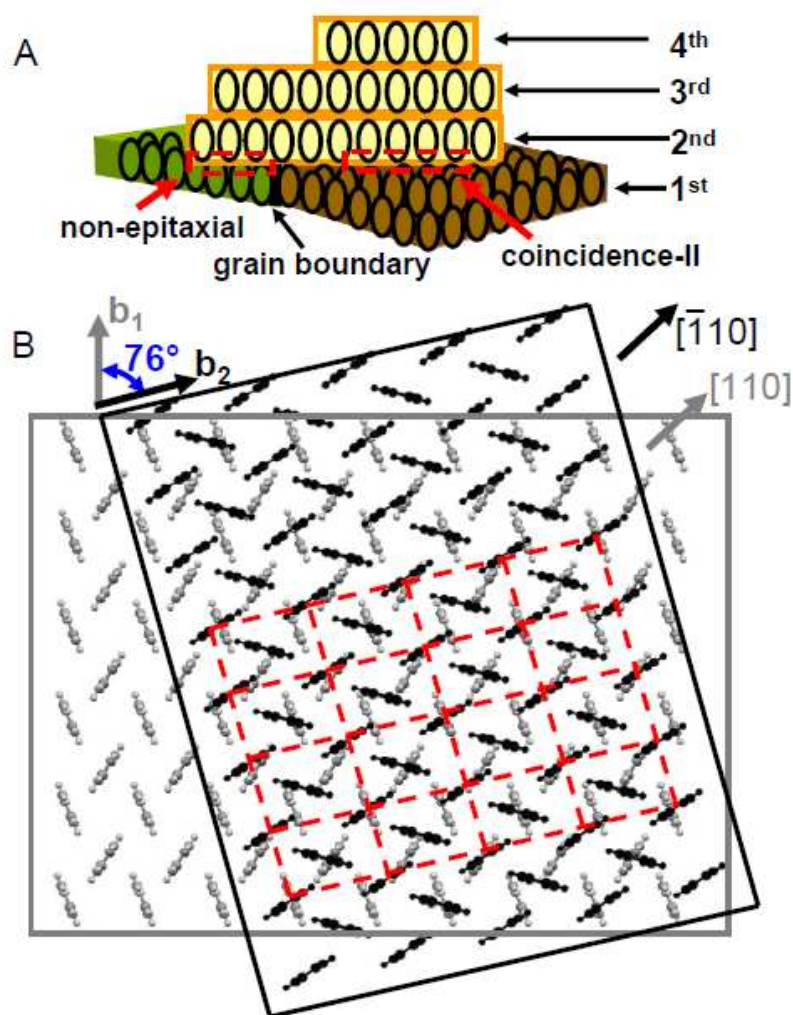 A
4th
3rd
2nd
1st
non-epitaxial
grain boundary
coincidence-II
B
b1
76°
b2
[1̄10]
[110]